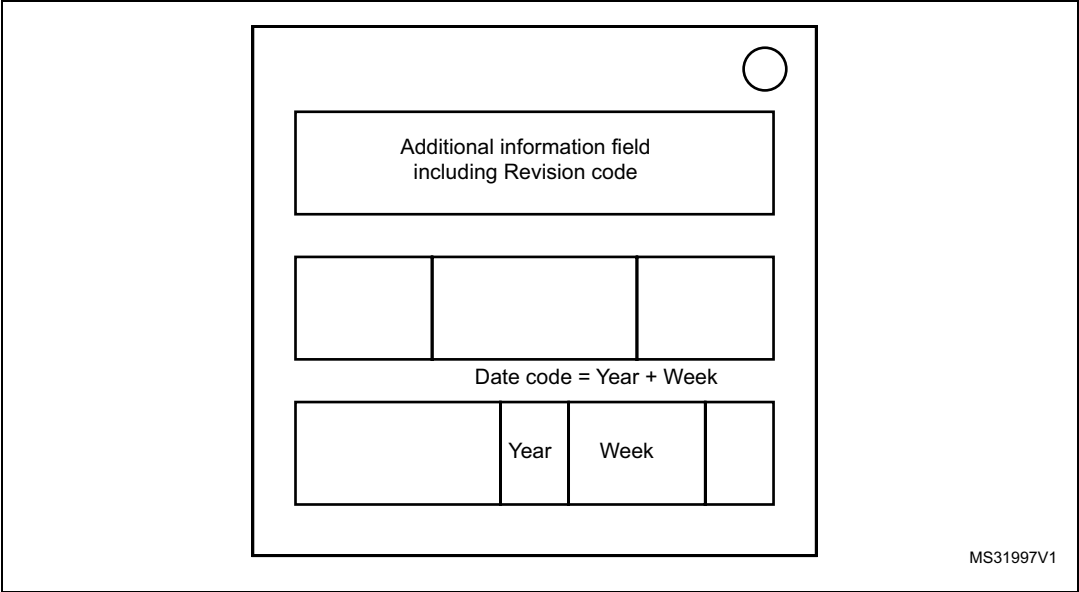 Additional information field
including Revision code
Date code = Year + Week
Year Week
MS31997V1